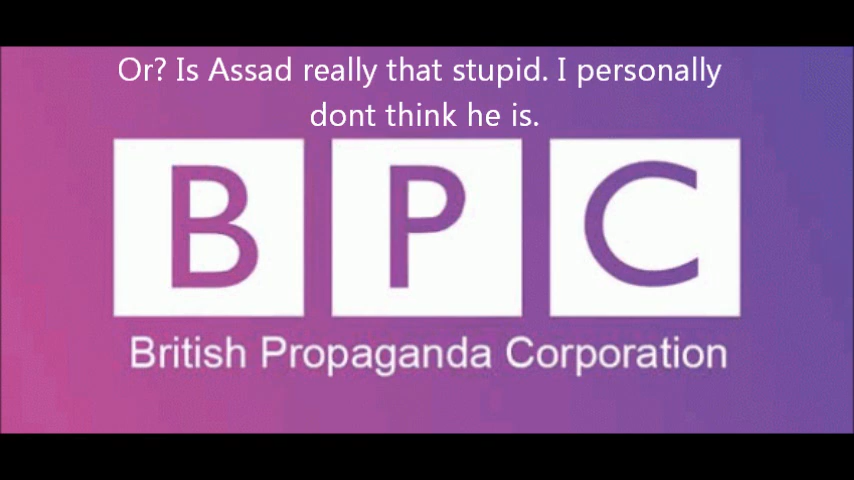 Or? Is Assad really that stupid. I personally
dont think he is.
B P C
British Propaganda Corporation